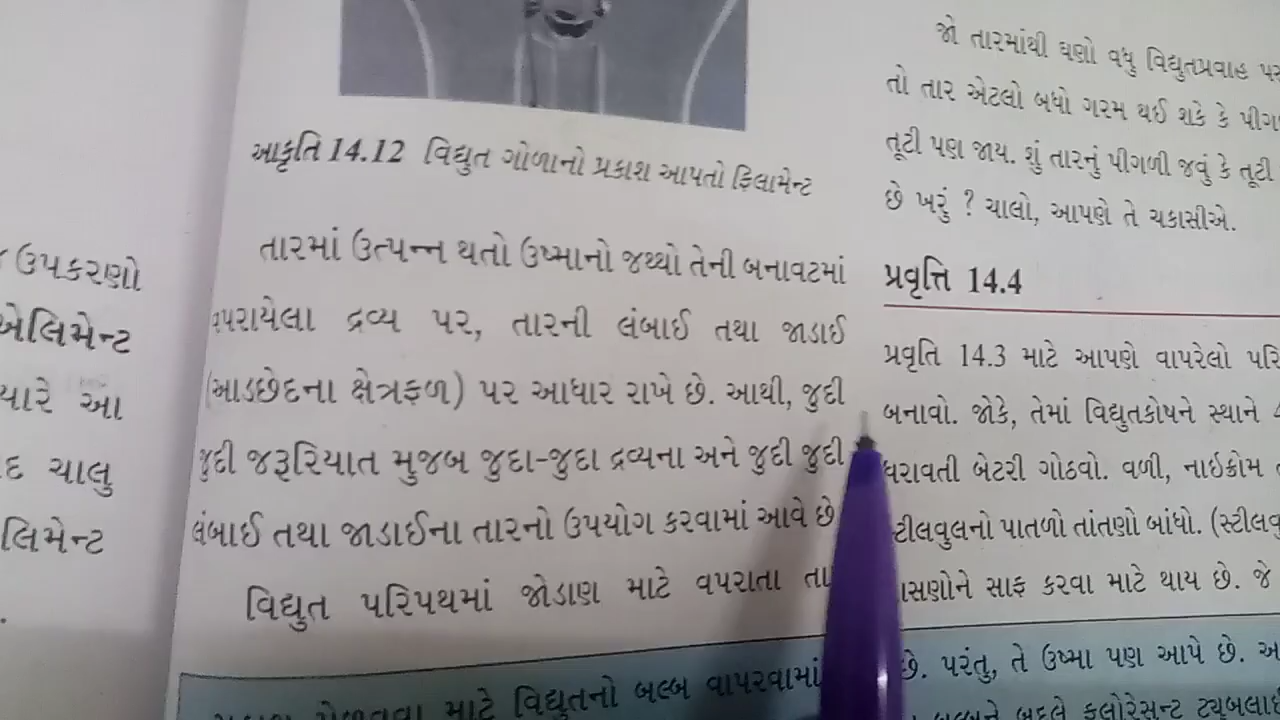 ઉપકરણો
એલિમેન્ટ
આ
ચાલુ
આકૃતિ 14.12 વિદ્યુત ગોળાનો પ્રકાશ આપતો ફિલામેન્ટ
તારમાં ઉત્પન્ન થતો ઉષ્માનો જથ્થો તેની બનાવટમાં
વપરાયેલા દ્રવ્ય પર, તારની લંબાઈ તથા જાડાઈ
(આડછેદના ક્ષેત્રફળ) પર આધાર રાખે છે. આથી, જુદી
જુદી જરૂરિયાત મુજબ જુદા-જુદા દ્રવ્યના અને જુદી જુદી
લંબાઈ તથા જાડાઈના તારનો ઉપયોગ કરવામાં આવે છે
વિદ્યુત પરિપથમાં જોડાણ માટે વપરાતા
માટે વિદ્યુતનો બલ્બ વાપરવામાં છે. પરંતુ, તે ઉષ્મા પણ આપે છે.
બલ્બને બદલે ફ્લોરેસન્ટ
જો તારમાંથી ઘણો વધુ વિદ્યુતપ્રવાહ
તો તાર એટલો બધો ગરમ થઈ શકે કે
તૂટી પણ જાય. શું તારનું પીગળી જવું કે તૂટી
છે ખરું ? ચાલો, આપણે તે ચકાસીએ.
પ્રવૃત્તિ 14.4
પ્રવૃતિ 14.3 માટે આપણે વાપરેલો
બનાવો. જોકે, તેમાં વિદ્યુતકોષને સ્થાને
ધરાવતી બેટરી ગોઠવો. વળી, નાઇક્રોમ
સ્ટીલવુલનો પાતળો તાંતણો બાંધો.
સાફ કરવા માટે થાય છે. જે